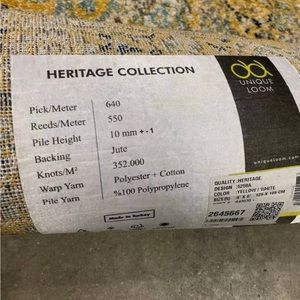 HERITAGE COLLECTION
UNIQUE
LOOM
Pick/Meter 640
Reeds/Meter 550
Pile Height 10 mm + - 1
Backing Jute
Knots/M² 352.000
Warp Yarn Polyester + Cotton
Pile Yarn %100 Polypropylene
Made in Turkey
uniqueloom.com
QUALITY HERITAGE
DESIGN
COLOR YELLOW / WHITE
2645667